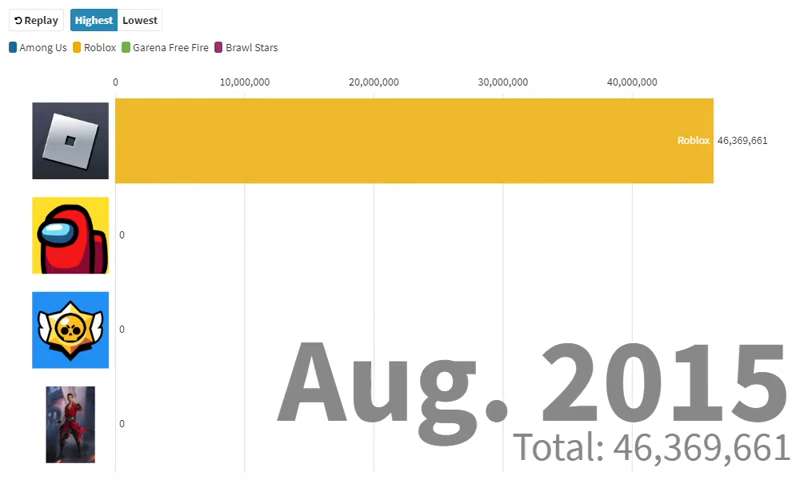 Replay Highest Lowest
Among Us Roblox Garena Free Fire Brawl Stars
0 10,000,000 20,000,000 30,000,000 40,000,000
Roblox 46,369,661
0
0
0
Aug. 2015
Total: 46,369,661